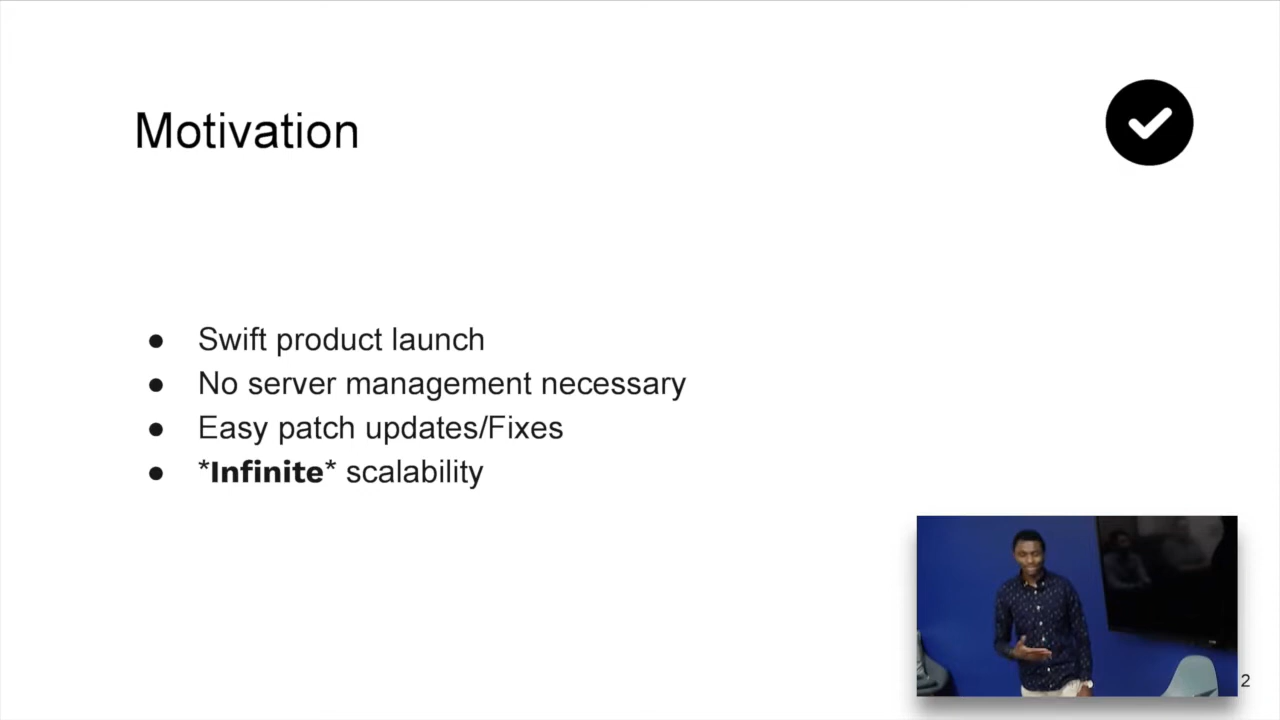 Motivation
● Swift product launch
● No server management necessary
● Easy patch updates/Fixes
● *Infinite* scalability
2